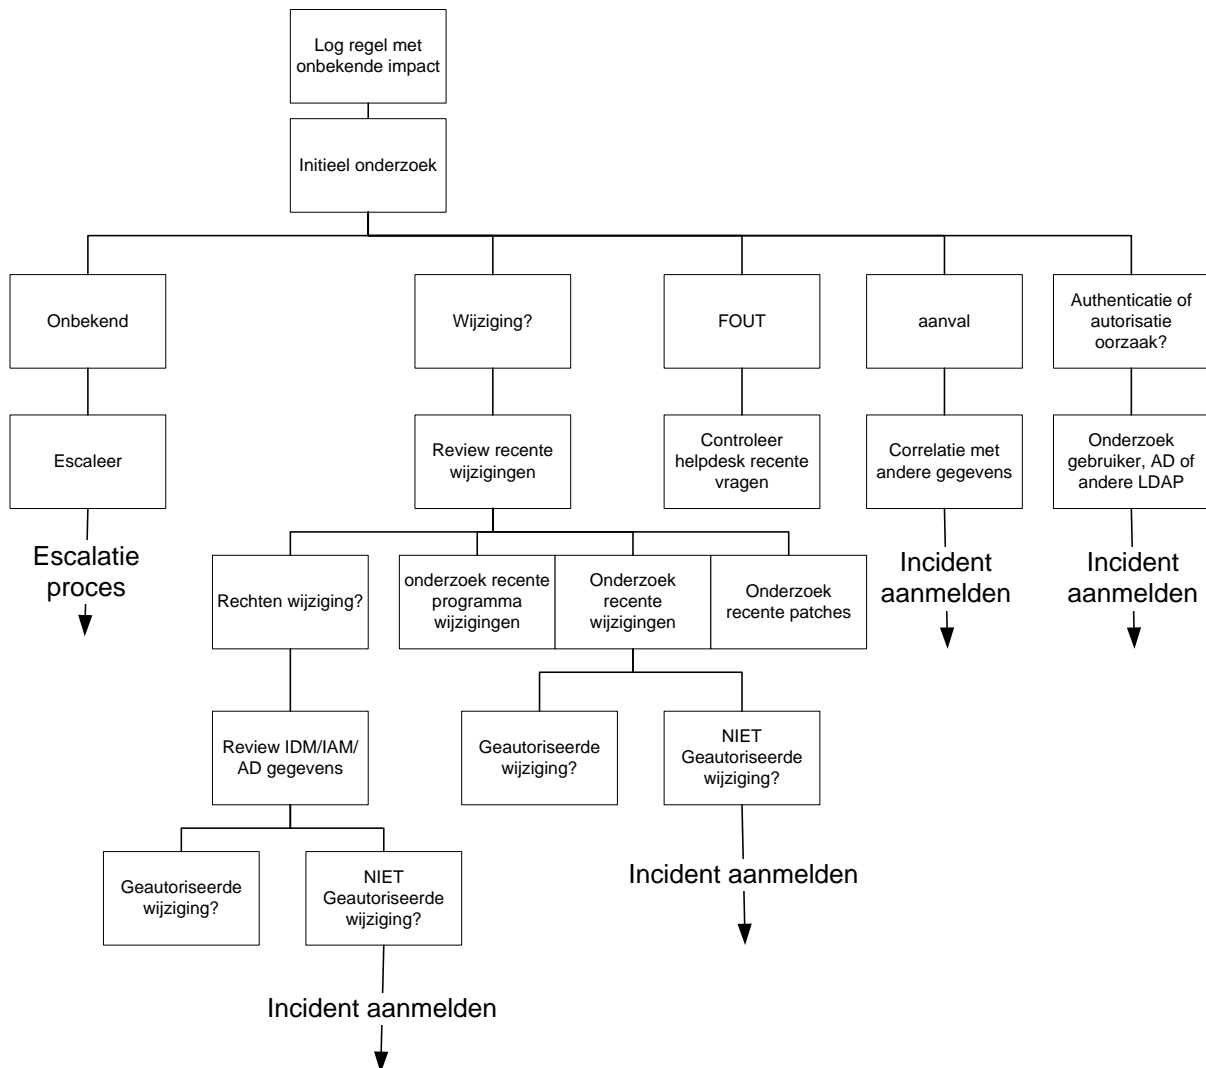 Log regel met
onbekende impact
Initieel onderzoek
Onbekend
Wijziging?
FOUT
aanval
Authenticatie of
autorisatie
oorzaak?
Escaleer
Review recente
wijzigingen
Controleer
helpdesk recente
vragen
Correlatie met
andere gegevens
Onderzoek
gebruiker, AD of
andere LDAP
Escalatie
proces
Rechten wijziging?
onderzoek recente
programma
wijzigingen
Onderzoek
recente
wijzigingen
Onderzoek
recente patches
Incident
aanmelden
Incident
aanmelden
Review IDM/IAM/
AD gegevens
Geautoriseerde
wijziging?
NIET
Geautoriseerde
wijziging?
Geautoriseerde
wijziging?
NIET
Geautoriseerde
wijziging?
Incident aanmelden
Incident aanmelden